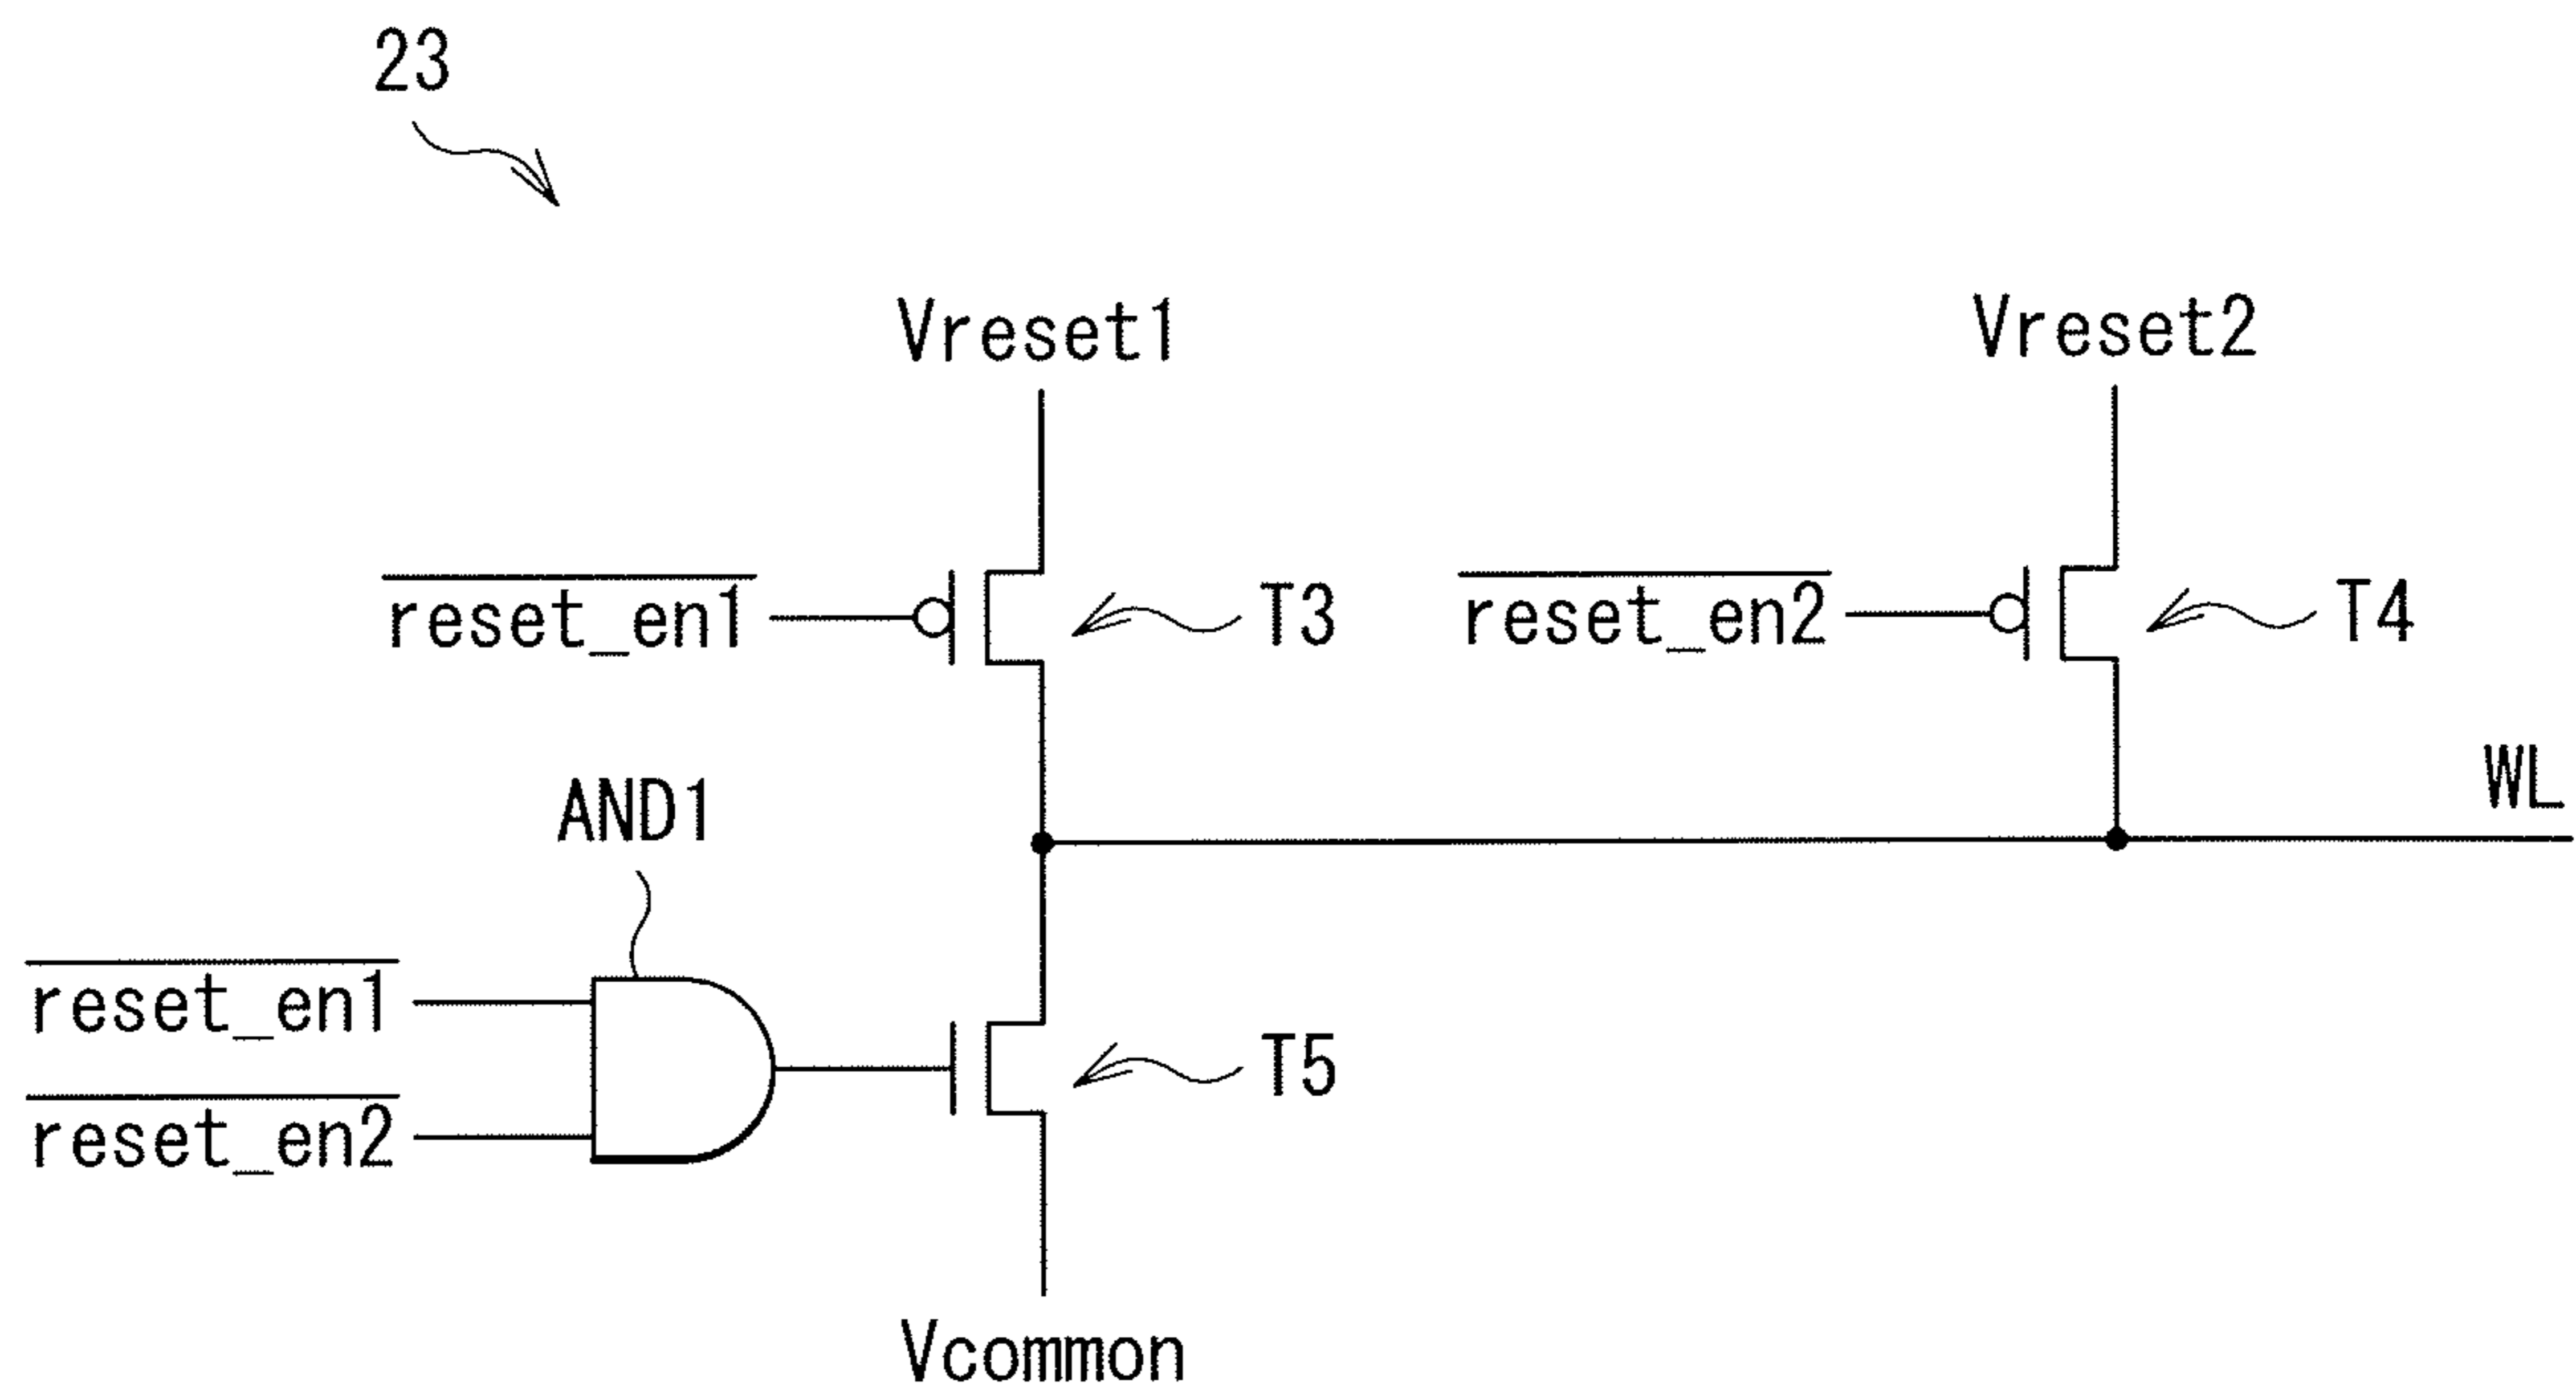 23
Vreset1
Vreset2
reset_en1
T3
reset_en2
T4
WL
AND1
reset_en1
T5
reset_en2
Vcommon